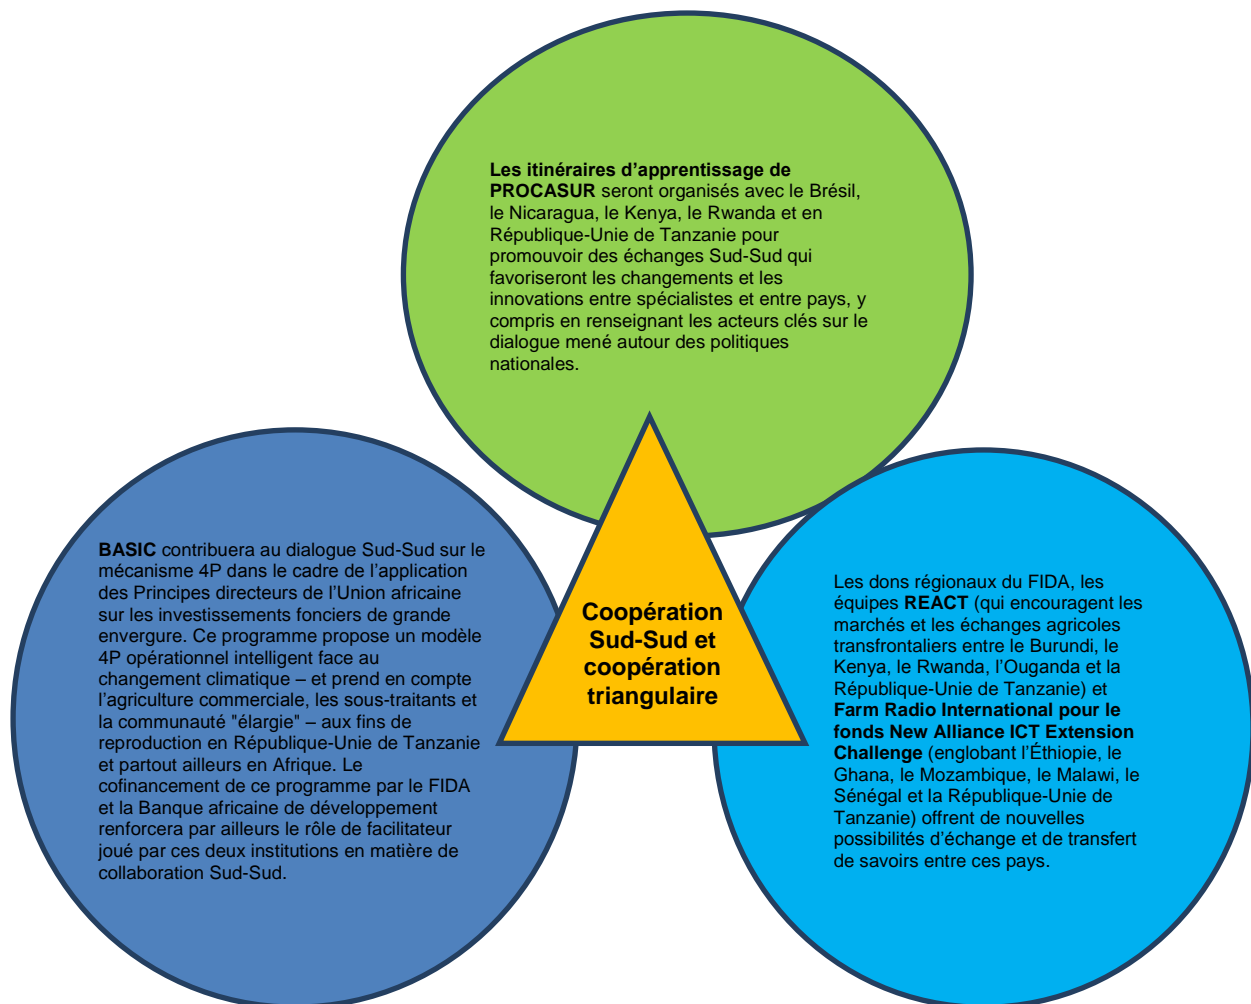 Les itinéraires d’apprentissage de
PROCASUR seront organisés avec le Brésil,
le Nicaragua, le Kenya, le Rwanda et en
République-Unie de Tanzanie pour
promouvoir des échanges Sud-Sud qui
favoriseront les changements et les
innovations entre spécialistes et entre pays, y
compris en renseignant les acteurs clés sur le
dialogue mené autour des politiques
nationales.
BASIC contribuera au dialogue Sud-Sud sur le
mécanisme 4P dans le cadre de l’application
des Principes directeurs de l’Union africaine
sur les investissements fonciers de grande
envergure. Ce programme propose un modèle
4P opérationnel intelligent face au
changement climatique – et prend en compte
l’agriculture commerciale, les sous-traitants et
la communauté "élargie" – aux fins de
reproduction en République-Unie de Tanzanie
et partout ailleurs en Afrique. Le
cofinancement de ce programme par le FIDA
et la Banque africaine de développement
renforcera par ailleurs le rôle de facilitateur
joué par ces deux institutions en matière de
collaboration Sud-Sud.
Coopération
Sud-Sud et
coopération
triangulaire
Les dons régionaux du FIDA, les
équipes REACT (qui encouragent les
marchés et les échanges agricoles
transfrontaliers entre le Burundi, le
Kenya, le Rwanda, l’Ouganda et la
République-Unie de Tanzanie) et
Farm Radio International pour le
fonds New Alliance ICT Extension
Challenge (englobant l’Éthiopie, le
Ghana, le Mozambique, le Malawi, le
Sénégal et la République-Unie de
Tanzanie) offrent de nouvelles
possibilités d’échange et de transfert
de savoirs entre ces pays.